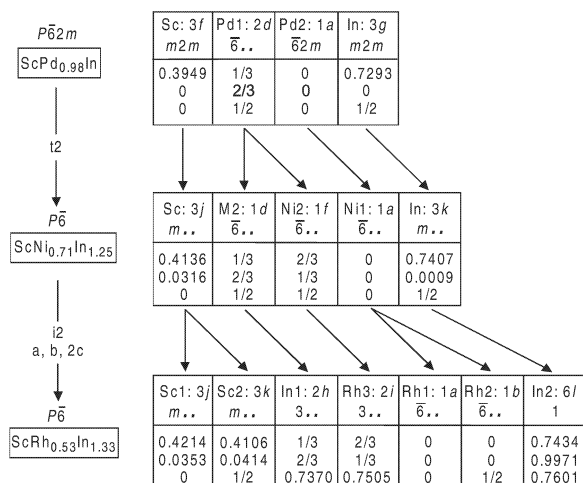 P6̅2m
ScPd0.98In
Sc: 3f Pd1: 2d Pd2: 1a In: 3g
m2m 6̅.. 6̅2m m2m
0.3949 1/3 0 0.7293
0 2/3 0 0
0 1/2 0 1/2
t2
P6̅
ScNi0.71In1.25
Sc: 3j M2: 1d Ni2: 1f Ni1: 1a In: 3k
m.. 6̅.. 6̅.. 6̅.. m..
0.4136 1/3 2/3 0 0.7407
0.0316 2/3 1/3 0 0.0009
0 1/2 1/2 0 1/2
i2
a, b, 2c
P6̅
ScRh0.53In1.33
Sc1: 3j Sc2: 3k In1: 2h Rh3: 2i Rh1: 1a Rh2: 1b In2: 6l
m.. m.. 3.. 3.. 6̅.. 6̅.. 1
0.4214 0.4106 1/3 2/3 0 0 0.7434
0.0353 0.0414 2/3 1/3 0 0 0.9971
0 1/2 0.7370 0.7505 0 1/2 0.7601